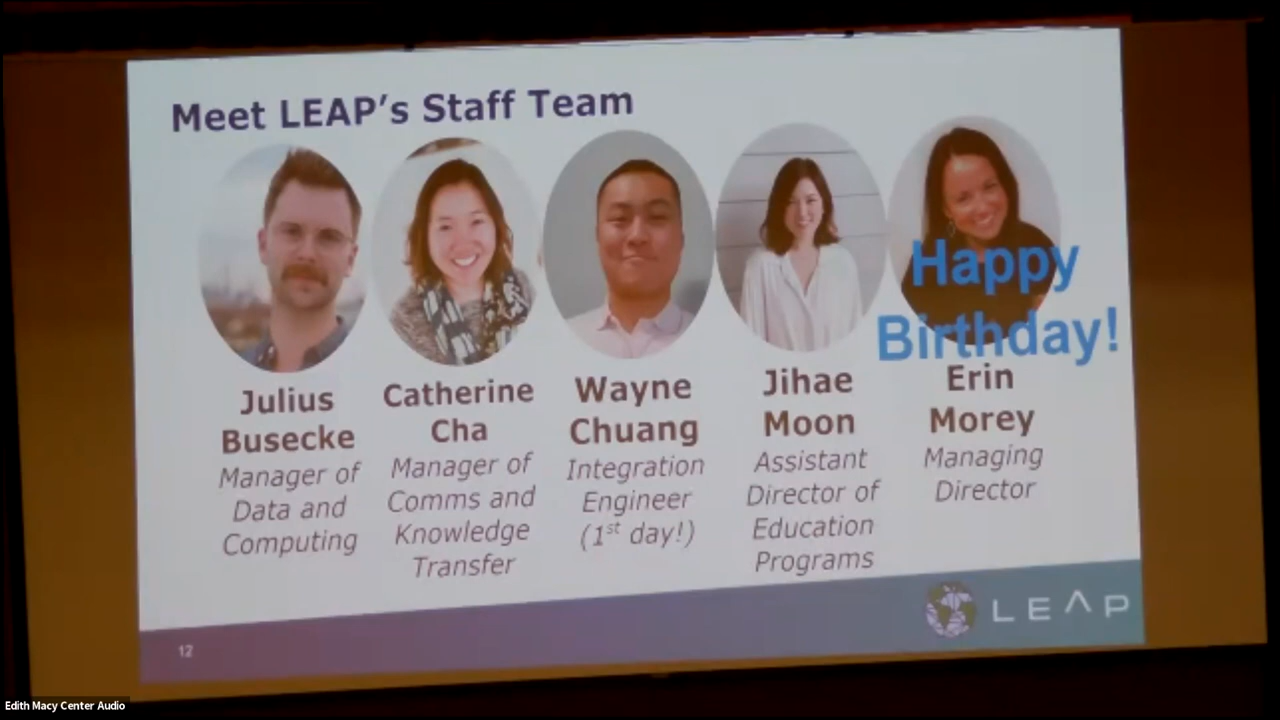 Meet LEAP's Staff Team
Happy
Birthday!
Julius
Busecke
Manager of
Data and
Computing
Catherine
Cha
Manager of
Comms and
Knowledge
Transfer
Wayne
Chuang
Integration
Engineer
(1st day!)
Jihae
Moon
Assistant
Director of
Education
Programs
Erin
Morey
Managing
Director
12
LEAP
Edith Macy Center Audio